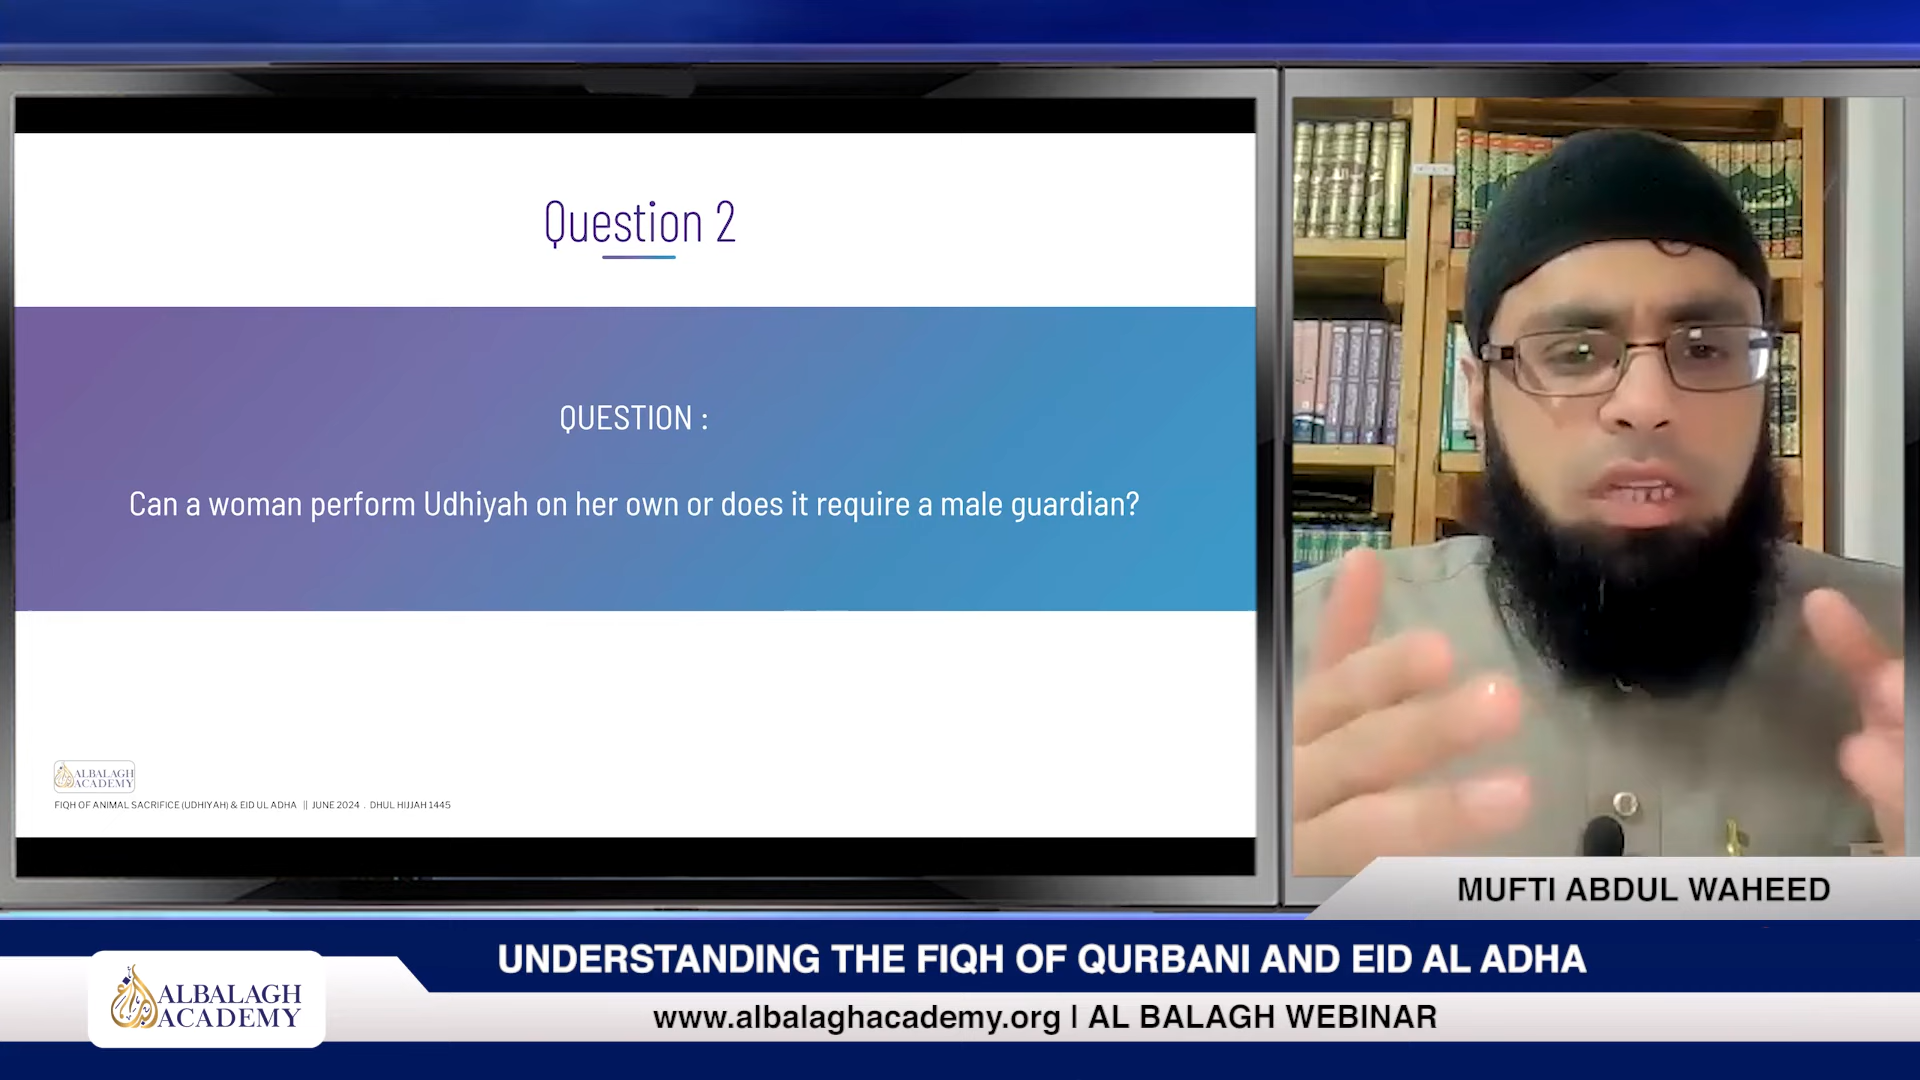 Question 2
QUESTION :
Can a woman perform Udhiyah on her own or does it require a male guardian?
ALBALAGH
ACADEMY
FIQH OF ANIMAL SACRIFICE (UDHIYAH) & EID UL ADHA || JUNE 2024 . DHUL HIJJAH 1445
MUFTI ABDUL WAHEED
UNDERSTANDING THE FIQH OF QURBANI AND EID AL ADHA
ALBALAGH
ACADEMY
www.albalaghacademy.org | AL BALAGH WEBINAR